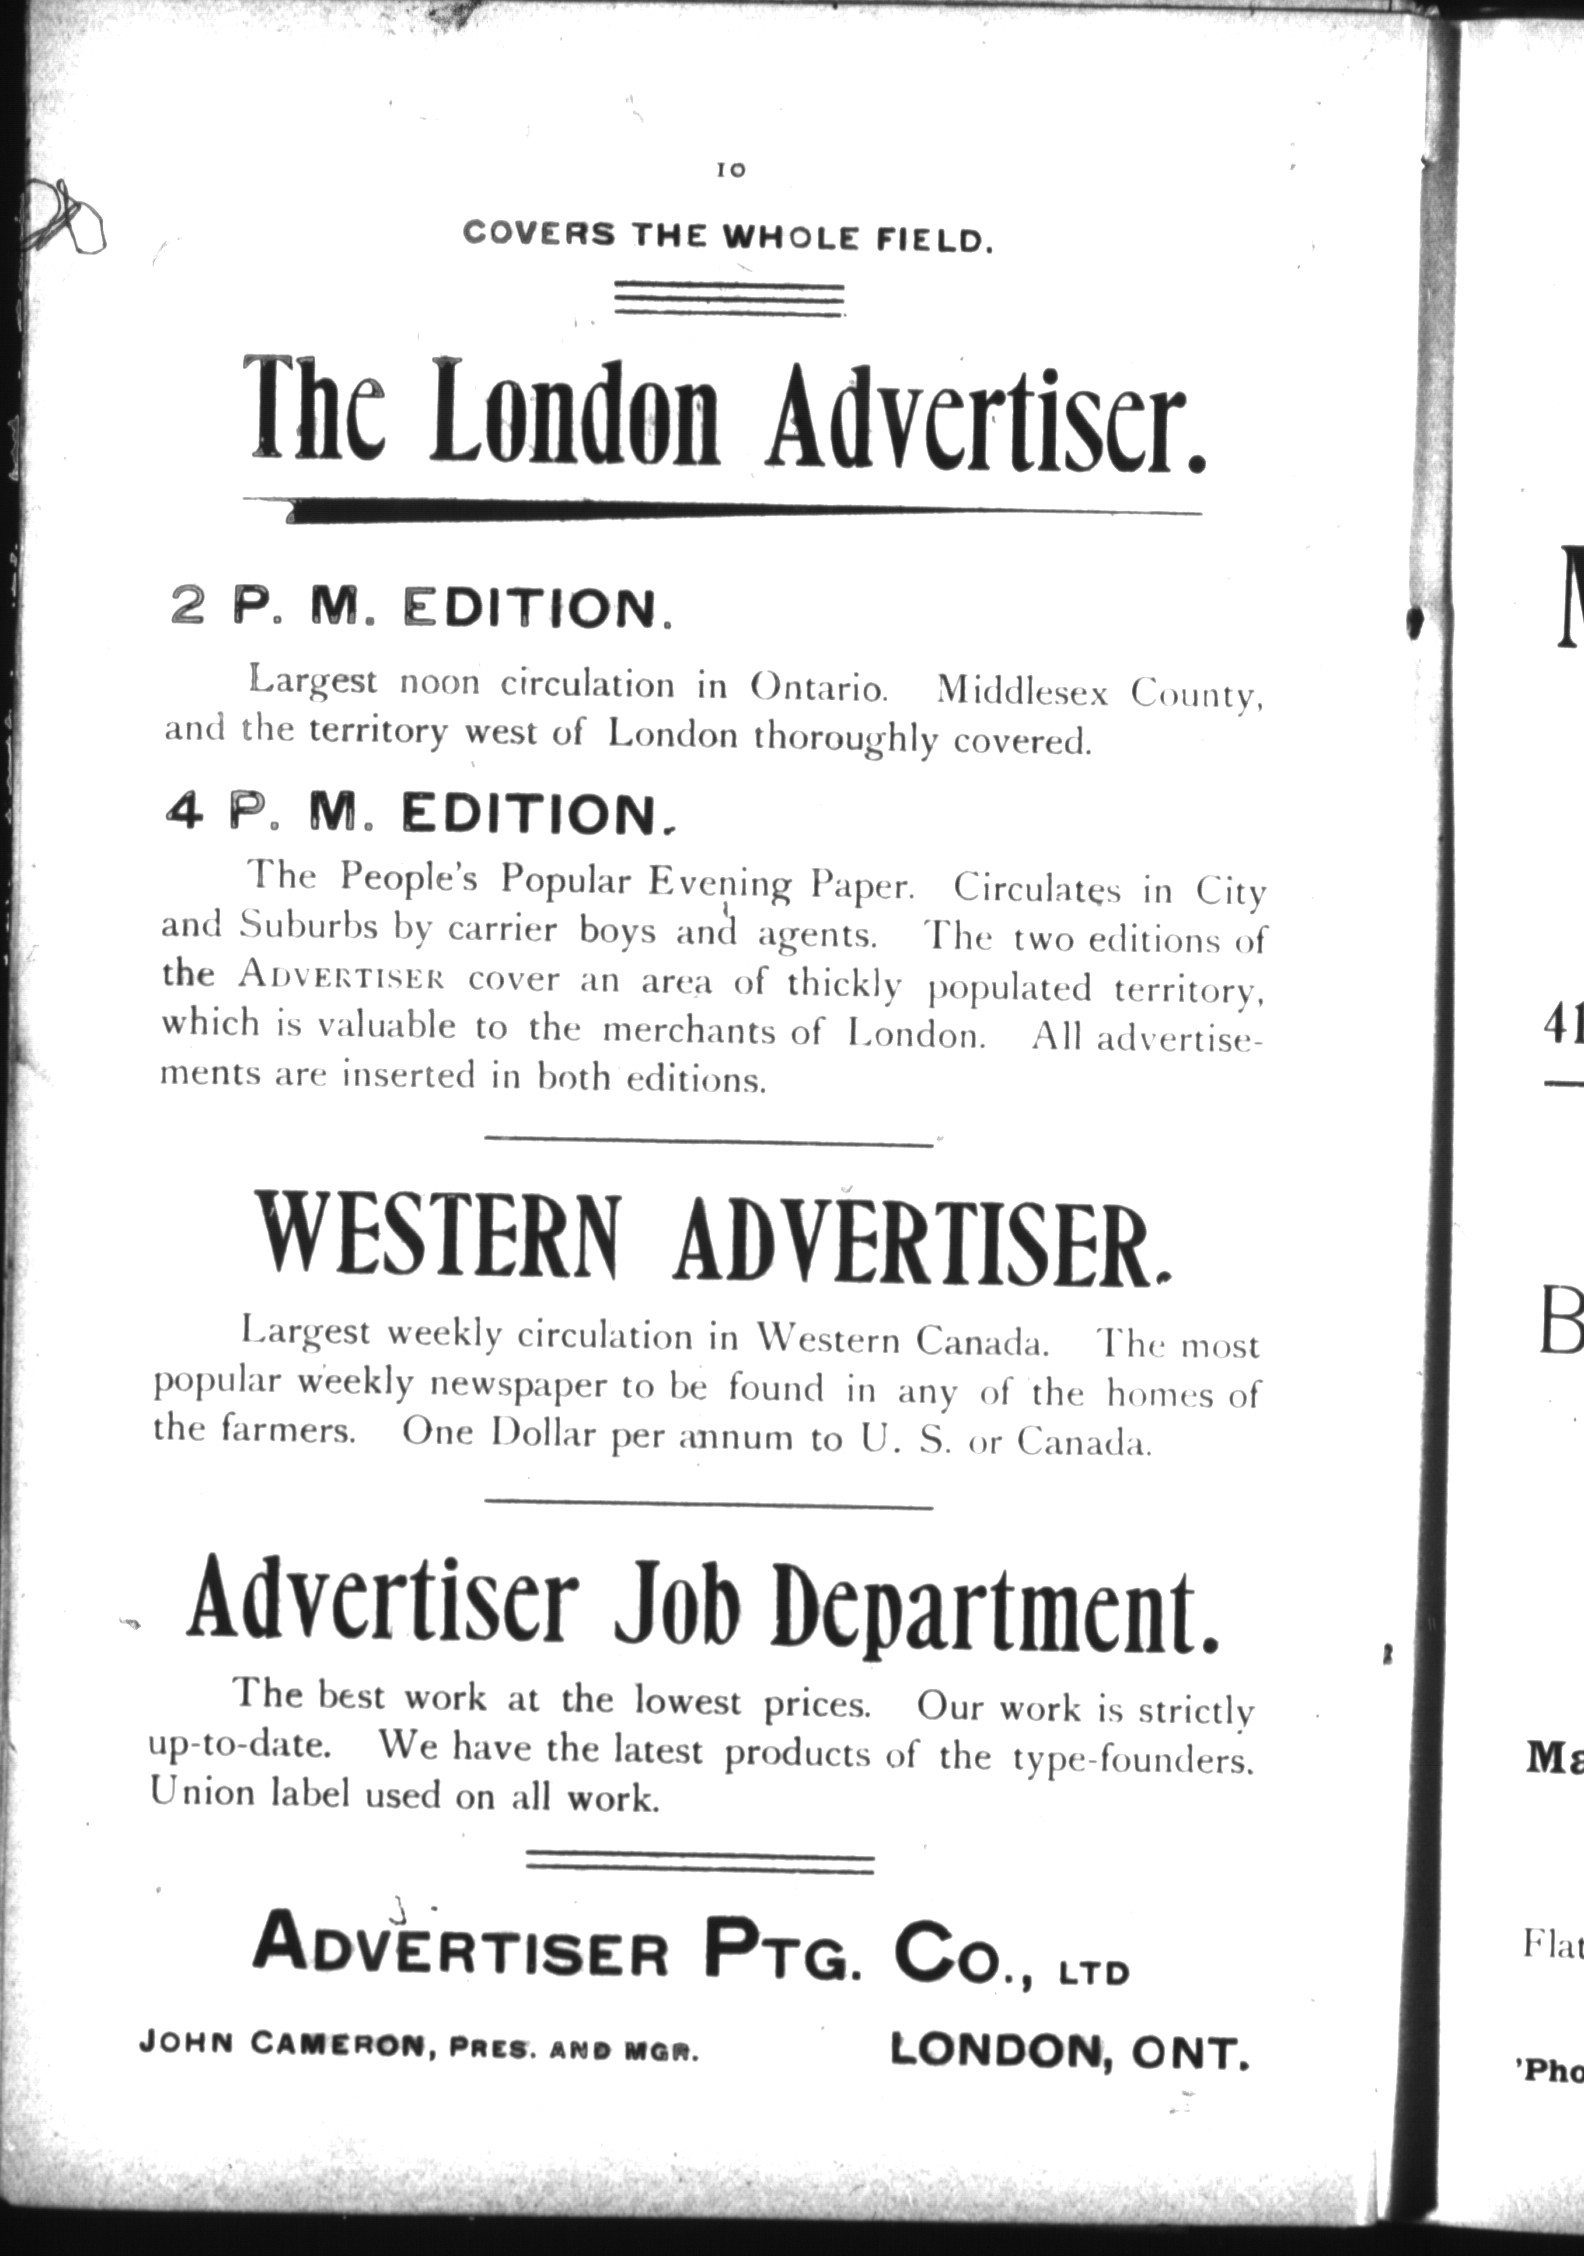 10
COVERS THE WHOLE FIELD.
The London Advertiser.
2 P. M. EDITION.
Largest noon circulation in Ontario. Middlesex County,
and the territory west of London thoroughly covered.
4 P. M. EDITION.
The People's Popular Evening Paper. Circulates in City
and Suburbs by carrier boys and agents. The two editions of
the ADVERTISER cover an area of thickly populated territory,
which is valuable to the merchants of London. All advertise-
ments are inserted in both editions.
WESTERN ADVERTISER.
Largest weekly circulation in Western Canada. The most
popular weekly newspaper to be found in any of the homes of
the farmers. One Dollar per annum to U. S. or Canada.
Advertiser Job Department.
The best work at the lowest prices. Our work is strictly
up-to-date. We have the latest products of the type-founders.
Union label used on all work.
ADVERTISER PTG. CO., LTD
JOHN CAMERON, PRES. AND MGR. LONDON, ONT.
41
Flat
'Pho